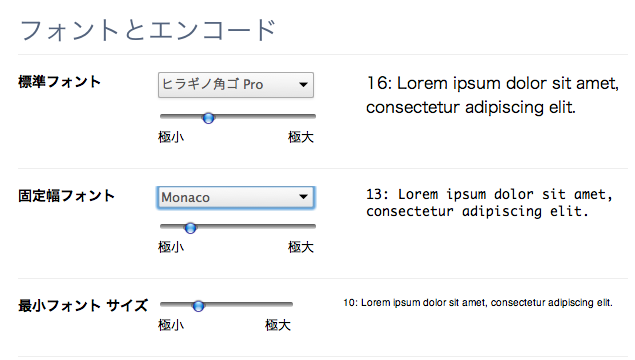 フォントとエンコード
標準フォント
ヒラギノ角ゴ Pro
極小 極大
16: Lorem ipsum dolor sit amet,
consectetur adipiscing elit.
固定幅フォント
Monaco
極小 極大
13: Lorem ipsum dolor sit amet,
consectetur adipiscing elit.
最小フォント サイズ
極小 極大
10: Lorem ipsum dolor sit amet, consectetur adipiscing elit.